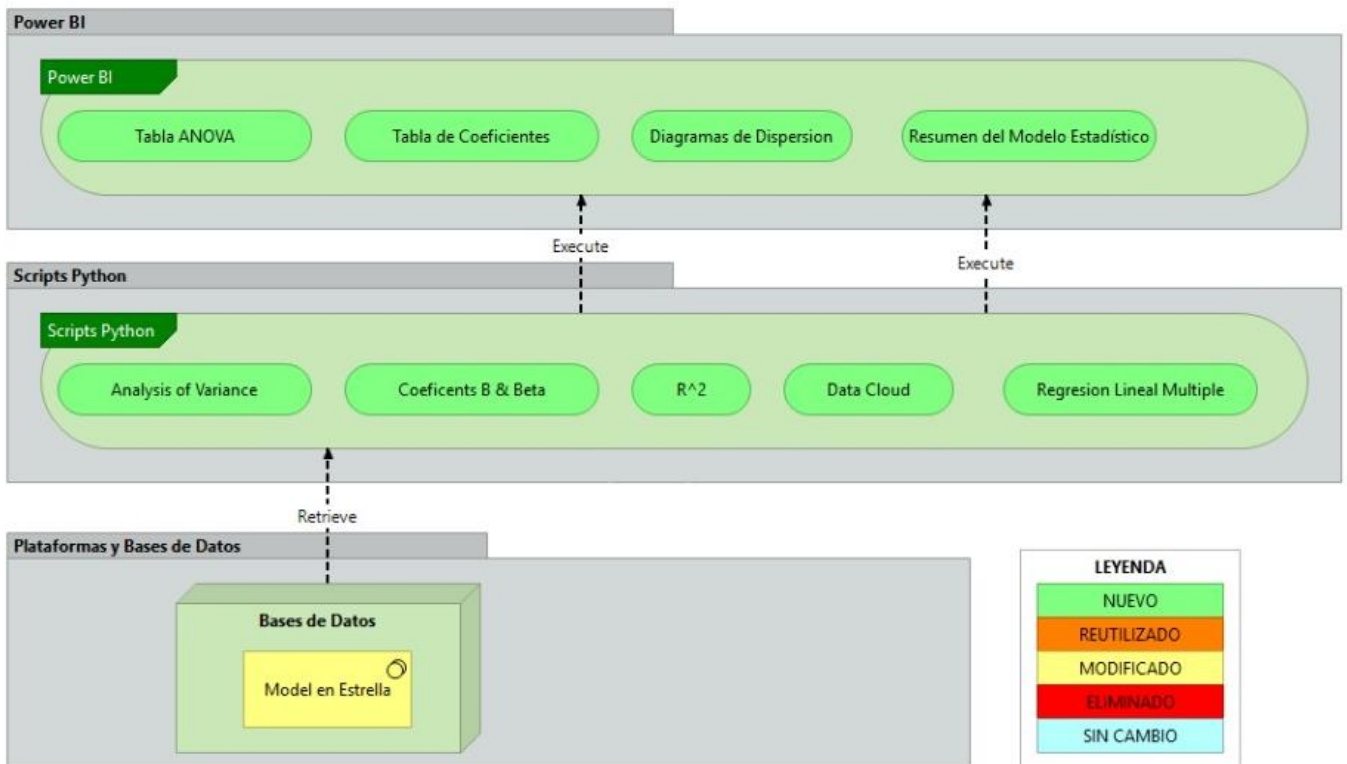 Power BI
Power BI
Tabla ANOVA
Tabla de Coeficientes
Diagramas de Dispersion
Resumen del Modelo Estadístico
Execute
Execute
Scripts Python
Scripts Python
Analysis of Variance
Coeficents B & Beta
R^2
Data Cloud
Regresion Lineal Multiple
Retrieve
Plataformas y Bases de Datos
Bases de Datos
Model en Estrella
LEYENDA
NUEVO
REUTILIZADO
MODIFICADO
ELIMINADO
SIN CAMBIO